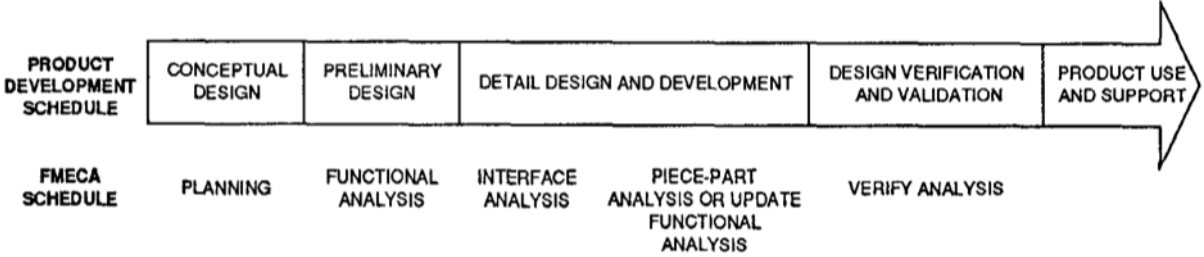 PRODUCT
DEVELOPMENT
SCHEDULE
CONCEPTUAL
DESIGN
PRELIMINARY
DESIGN
DETAIL DESIGN AND DEVELOPMENT
DESIGN VERIFICATION
AND VALIDATION
PRODUCT USE
AND SUPPORT
FMECA
SCHEDULE
PLANNING
FUNCTIONAL
ANALYSIS
INTERFACE
ANALYSIS
PIECE-PART
ANALYSIS OR UPDATE
FUNCTIONAL
ANALYSIS
VERIFY ANALYSIS